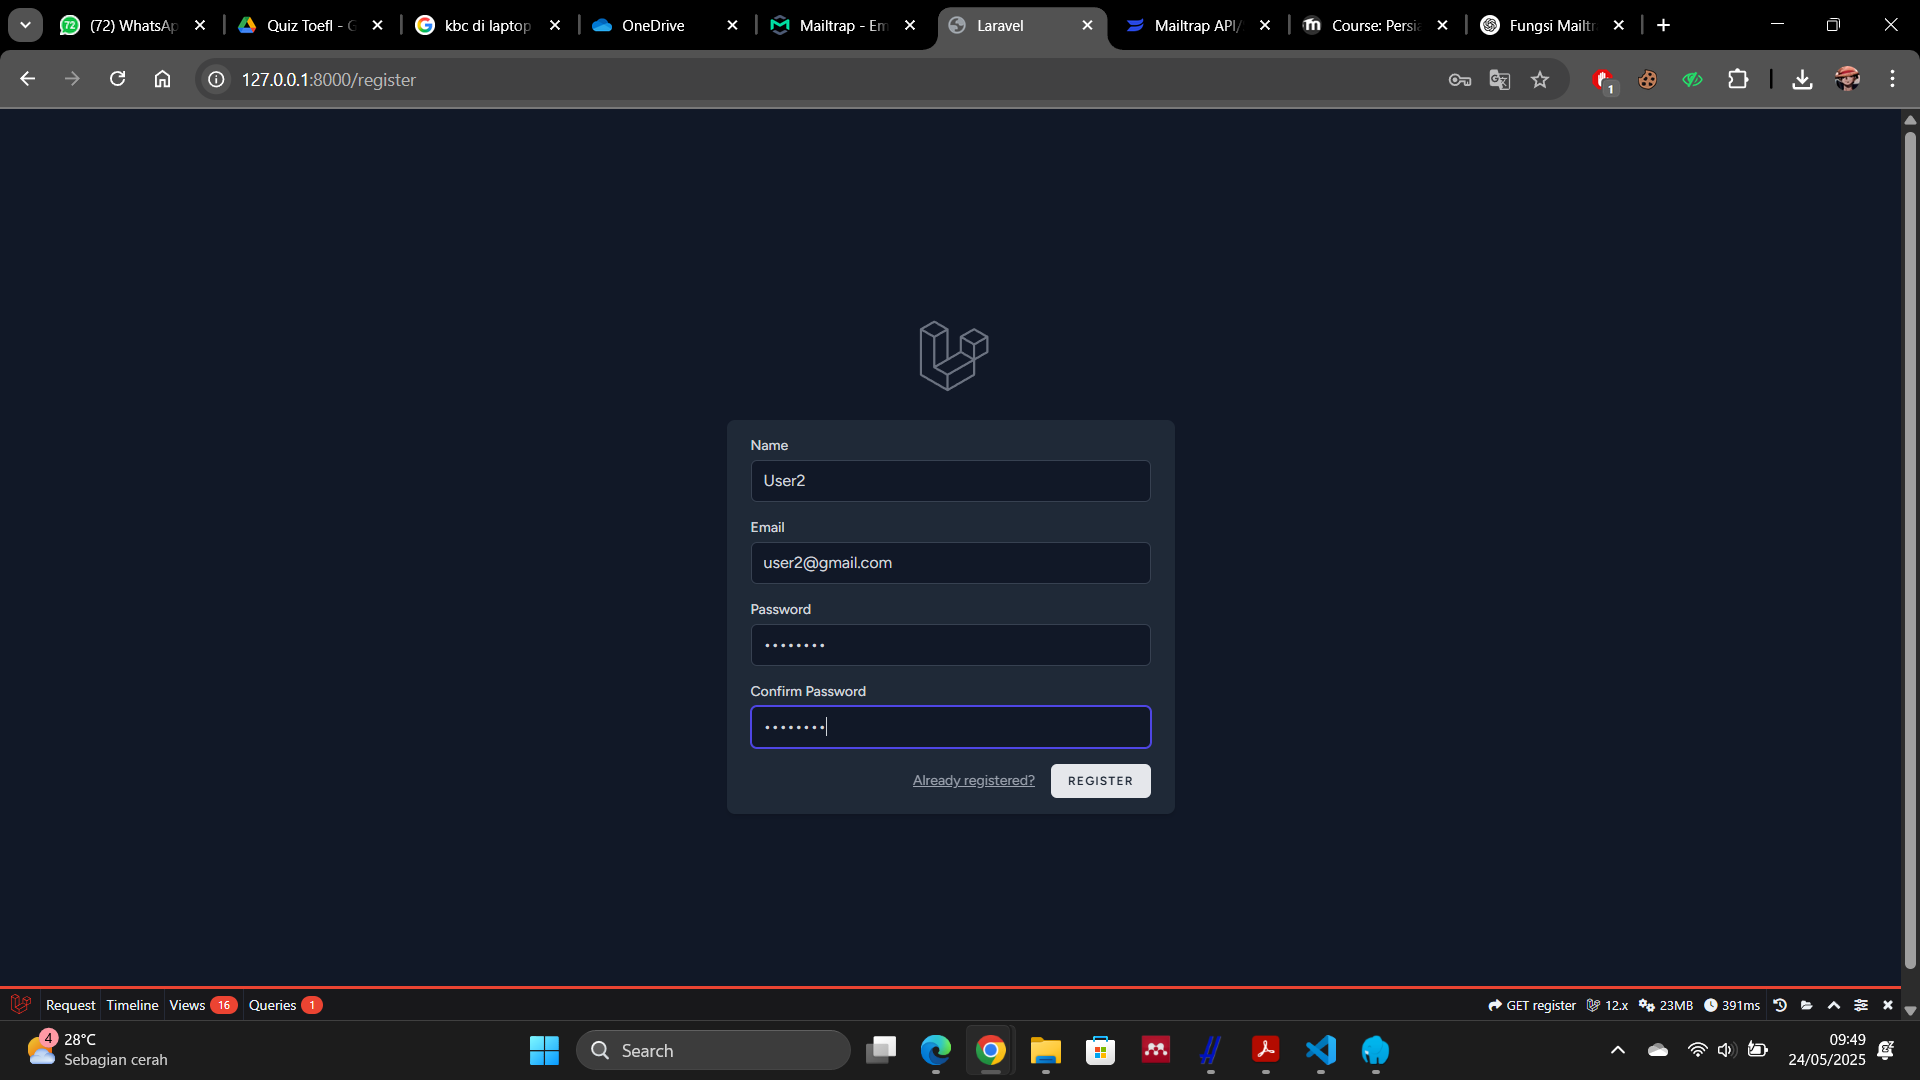 72 (72) WhatsAp
Quiz Toefl - G
kbc di laptop
OneDrive
Mailtrap - Em
Laravel
Mailtrap API/
Course: Persia
Fungsi Mailtr
127.0.0.1:8000/register
1
Name
User2
Email
user2@gmail.com
Password
••••••••
Confirm Password
••••••••
Already registered? REGISTER
Request Timeline Views 16 Queries 1 GET register 12.x 23MB 391ms
4 28°C
Sebagian cerah
Search
09:49
24/05/2025